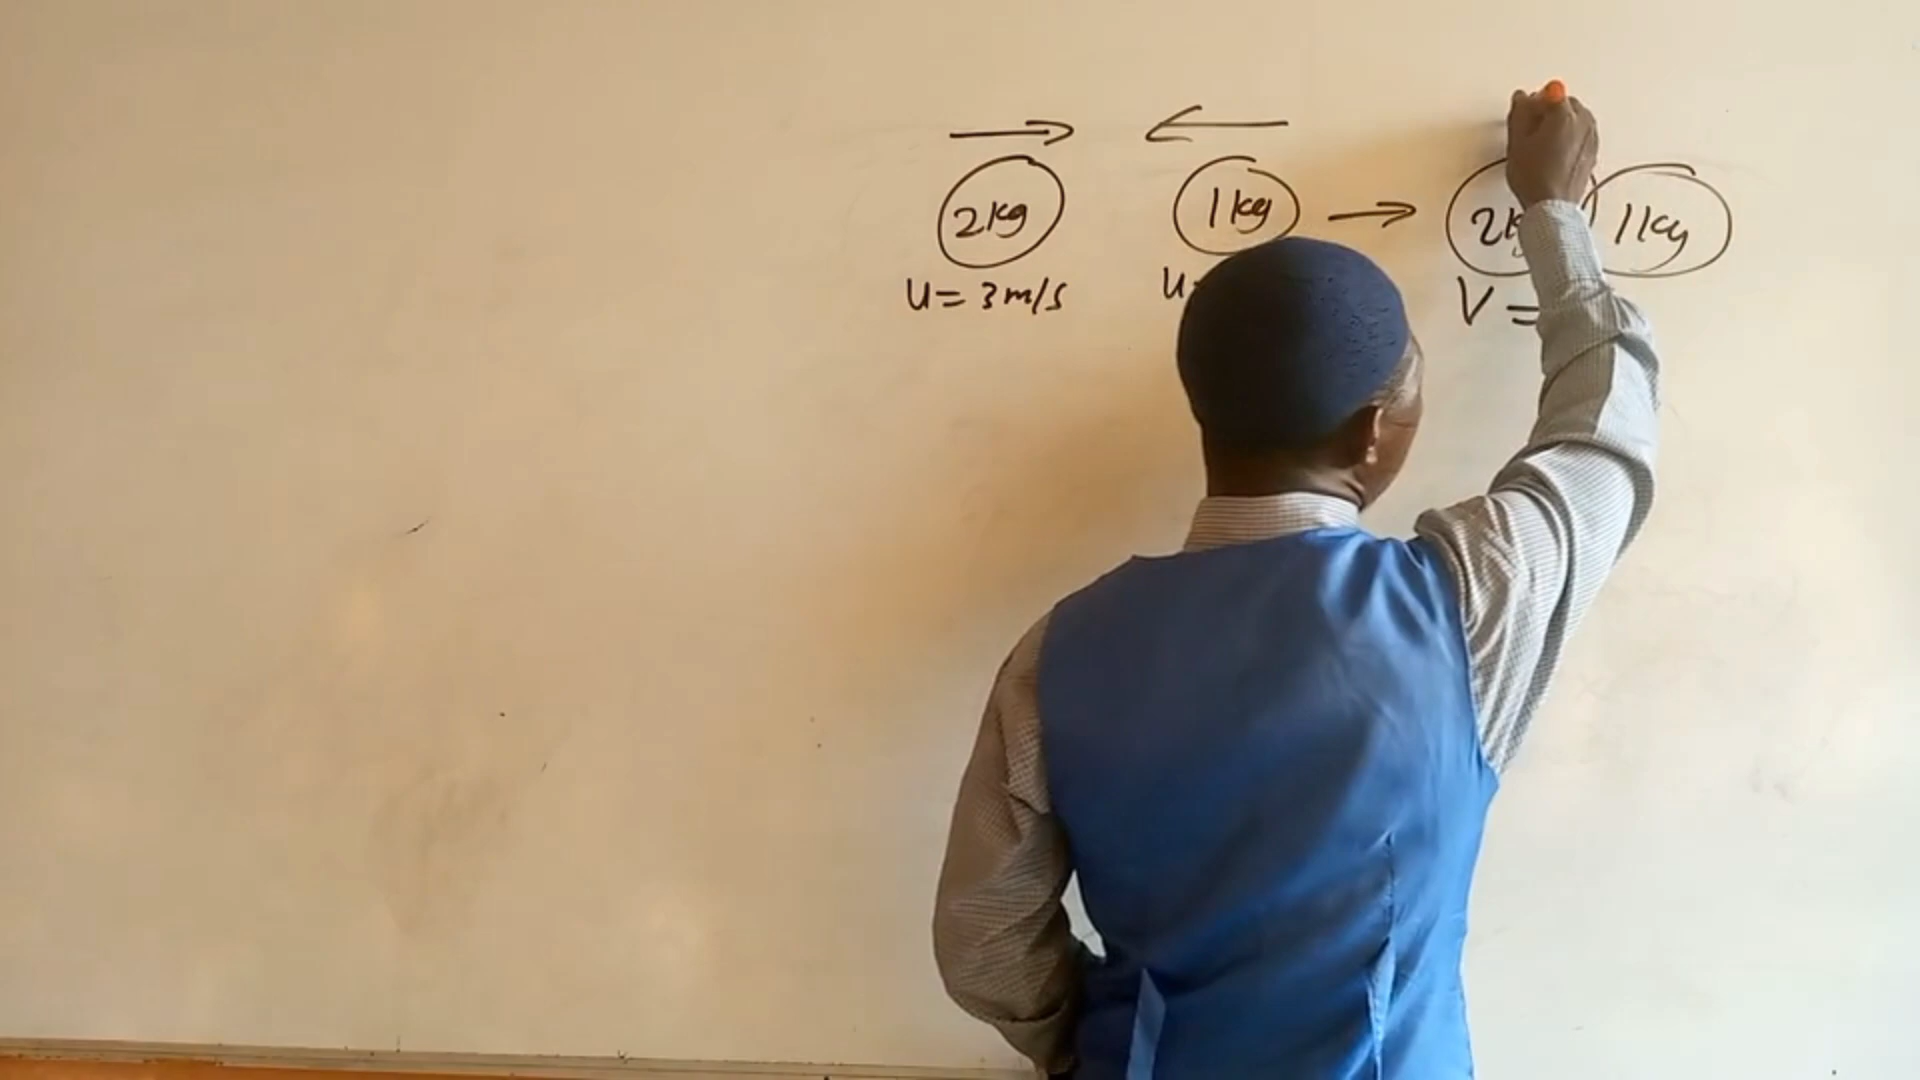 2kg 1kg → 2k 1kg
u = 3m/s u V =